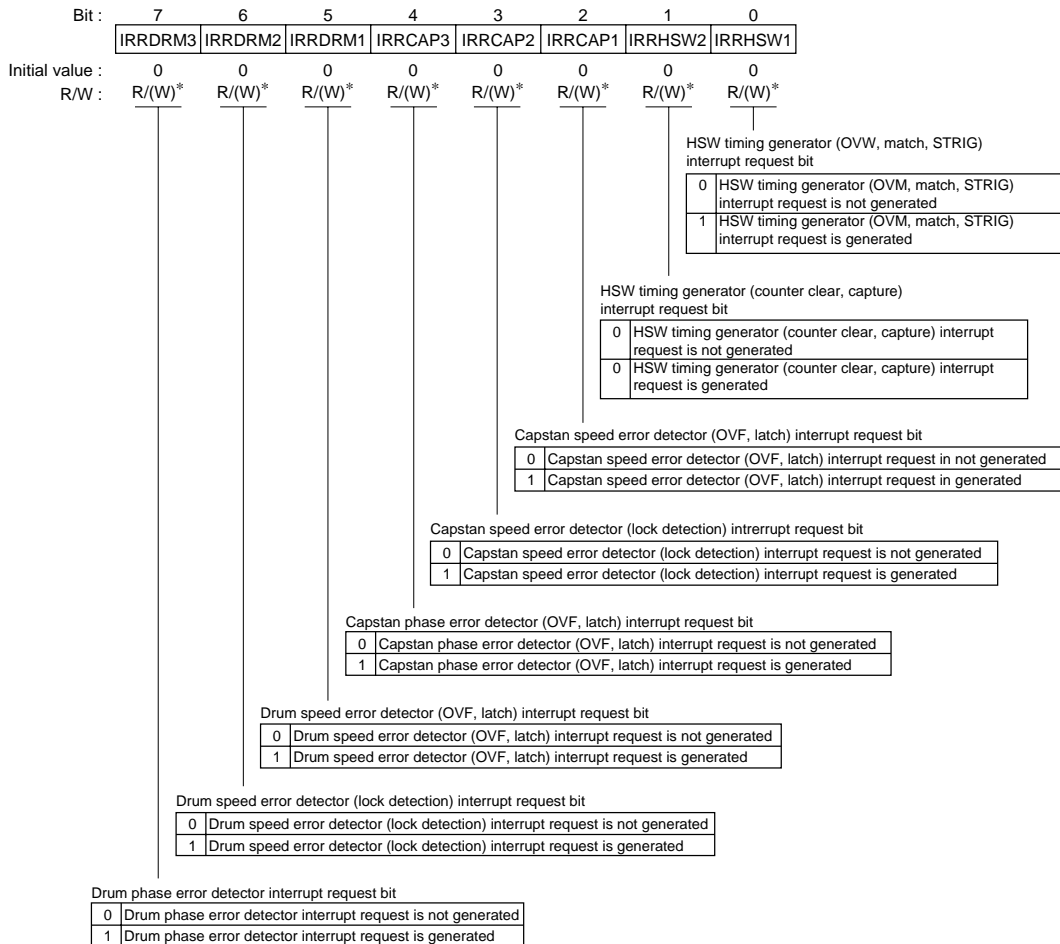 Bit : 7 6 5 4 3 2 1 0
IRRDRM3 IRRDRM2 IRRDRM1 IRRCAP3 IRRCAP2 IRRCAP1 IRRHSW2 IRRHSW1
Initial value : 0 0 0 0 0 0 0 0
R/W : R/(W)* R/(W)* R/(W)* R/(W)* R/(W)* R/(W)* R/(W)* R/(W)*
HSW timing generator (OVW, match, STRIG)
interrupt request bit
0 HSW timing generator (OVM, match, STRIG)
interrupt request is not generated
1 HSW timing generator (OVM, match, STRIG)
interrupt request is generated
HSW timing generator (counter clear, capture)
interrupt request bit
0 HSW timing generator (counter clear, capture) interrupt
request is not generated
0 HSW timing generator (counter clear, capture) interrupt
request is generated
Capstan speed error detector (OVF, latch) interrupt request bit
0 Capstan speed error detector (OVF, latch) interrupt request in not generated
1 Capstan speed error detector (OVF, latch) interrupt request in generated
Capstan speed error detector (lock detection) intrerrupt request bit
0 Capstan speed error detector (lock detection) interrupt request is not generated
1 Capstan speed error detector (lock detection) interrupt request is generated
Capstan phase error detector (OVF, latch) interrupt request bit
0 Capstan phase error detector (OVF, latch) interrupt request is not generated
1 Capstan phase error detector (OVF, latch) interrupt request is generated
Drum speed error detector (OVF, latch) interrupt request bit
0 Drum speed error detector (OVF, latch) interrupt request is not generated
1 Drum speed error detector (OVF, latch) interrupt request is generated
Drum speed error detector (lock detection) interrupt request bit
0 Drum speed error detector (lock detection) interrupt request is not generated
1 Drum speed error detector (lock detection) interrupt request is generated
Drum phase error detector interrupt request bit
0 Drum phase error detector interrupt request is not generated
1 Drum phase error detector interrupt request is generated